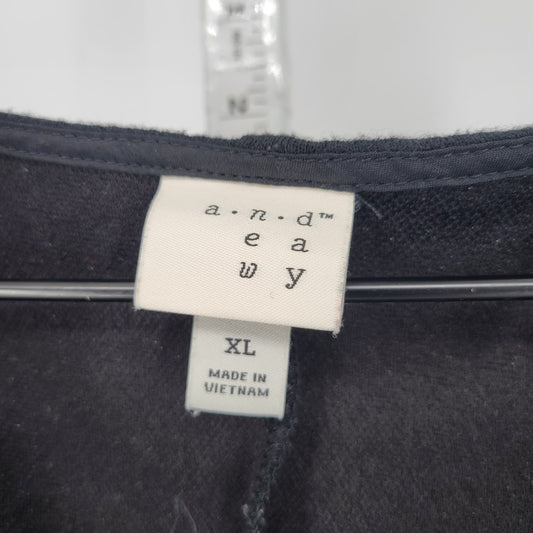 a·n·d™
e a
w y
XL
MADE IN
VIETNAM